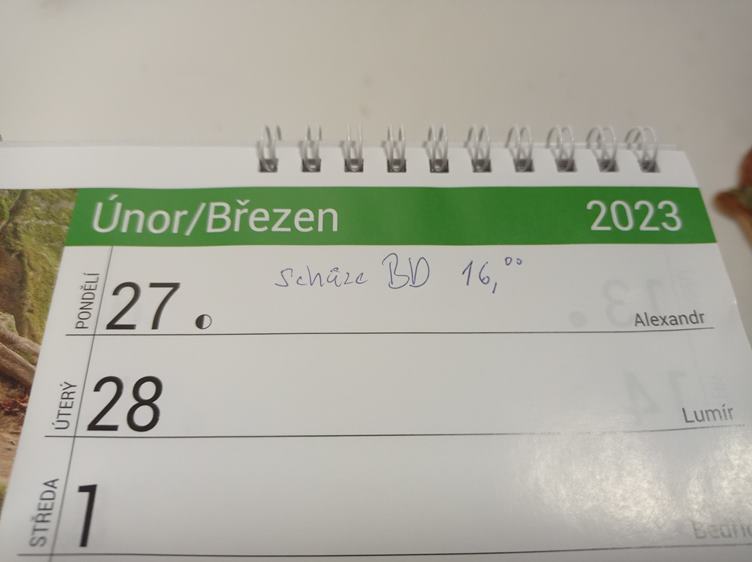 Únor/Březen 2023
PONDĚLÍ 27 schůze BD 16,⁰⁰ Alexandr
ÚTERÝ 28 Lumír
STŘEDA 1